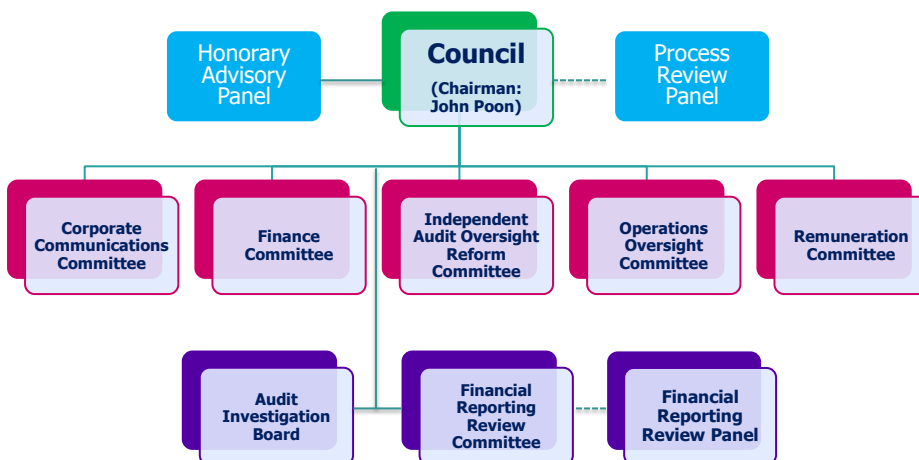 Honorary
Advisory
Panel
Council
(Chairman:
John Poon)
Process
Review
Panel
Corporate
Communications
Committee
Finance
Committee
Independent
Audit Oversight
Reform
Committee
Operations
Oversight
Committee
Remuneration
Committee
Audit
Investigation
Board
Financial
Reporting
Review
Committee
Financial
Reporting
Review Panel